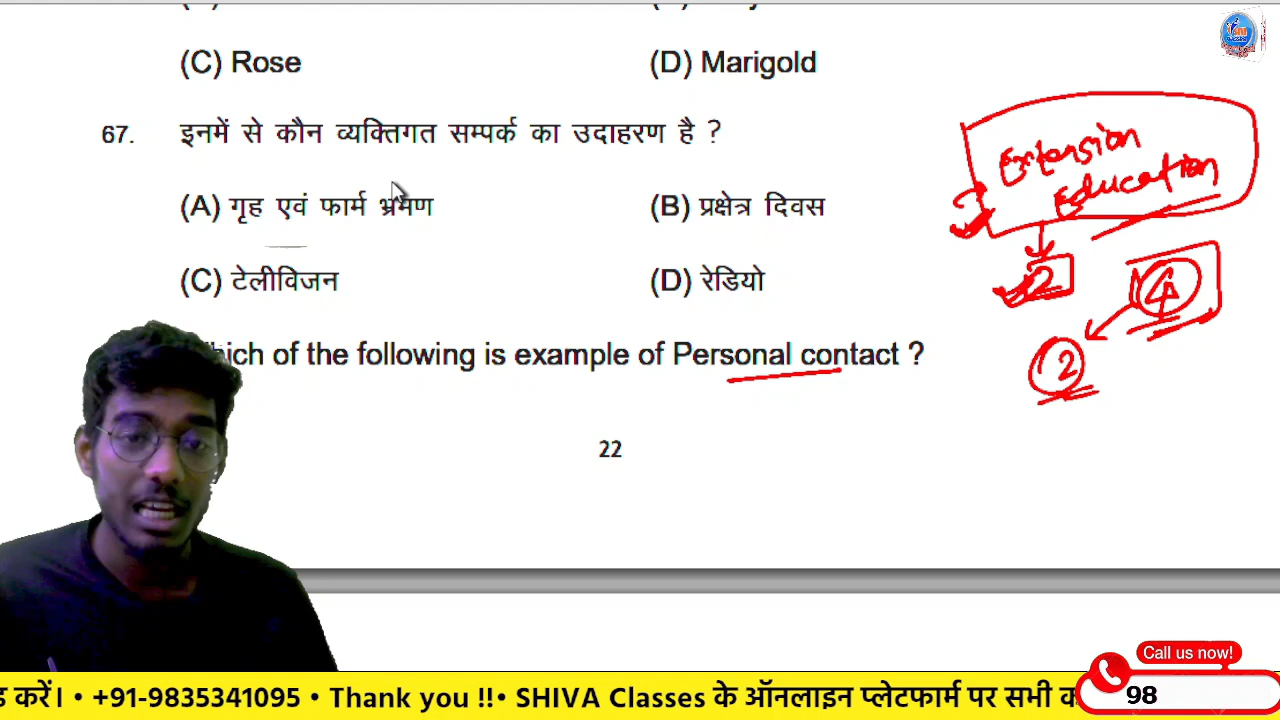 (C) Rose
(D) Marigold
67. इनमें से कौन व्यक्तिगत सम्पर्क का उदाहरण है ?
(A) गृह एवं फार्म भ्रमण
(B) प्रक्षेत्र दिवस
(C) टेलीविजन
(D) रेडियो
of the following is example of Personal contact ?
22
Extension
Education
2
4
2
करें। • +91-9835341095 • Thank you !!• SHIVA Classes के ऑनलाइन प्लेटफार्म पर सभी
Call us now!
98